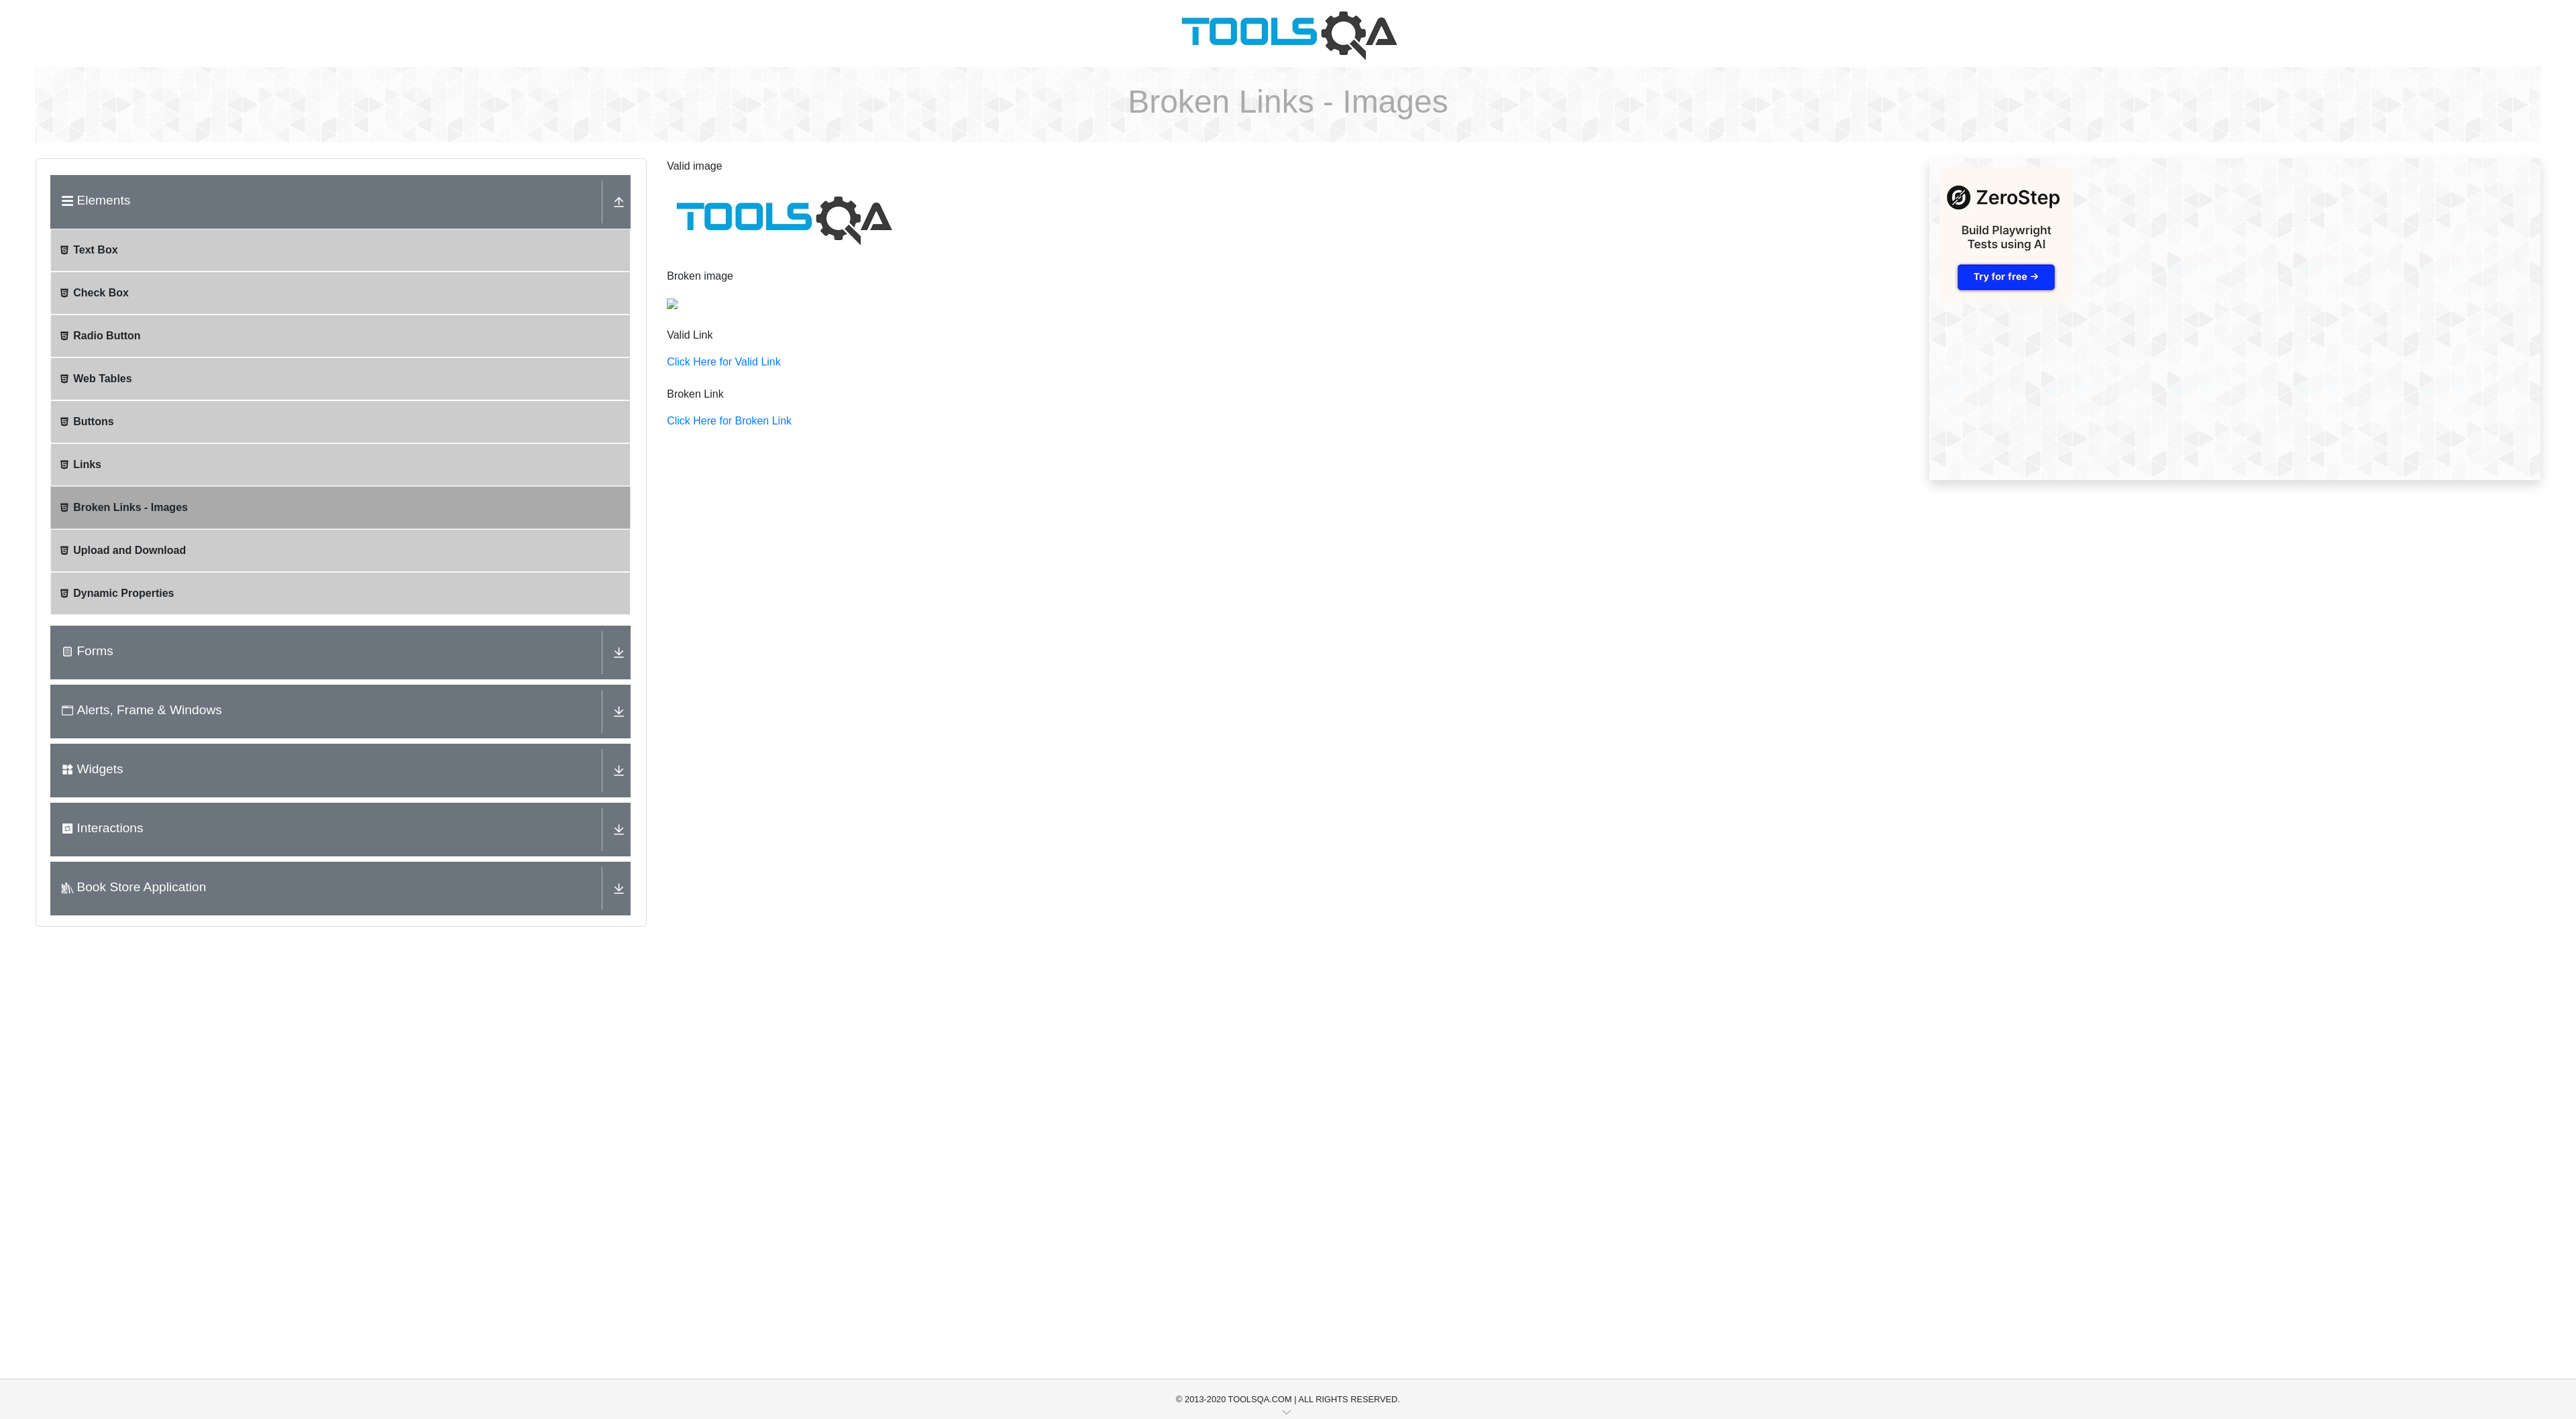 TOOLSQA
Broken Links - Images
Elements
Text Box
Check Box
Radio Button
Web Tables
Buttons
Links
Broken Links - Images
Upload and Download
Dynamic Properties
Forms
Alerts, Frame & Windows
Widgets
Interactions
Book Store Application
Valid image
TOOLSQA
Broken image
Valid Link
Click Here for Valid Link
Broken Link
Click Here for Broken Link
ZeroStep
Build Playwright
Tests using AI
Try for free →
© 2013-2020 TOOLSQA.COM | ALL RIGHTS RESERVED.